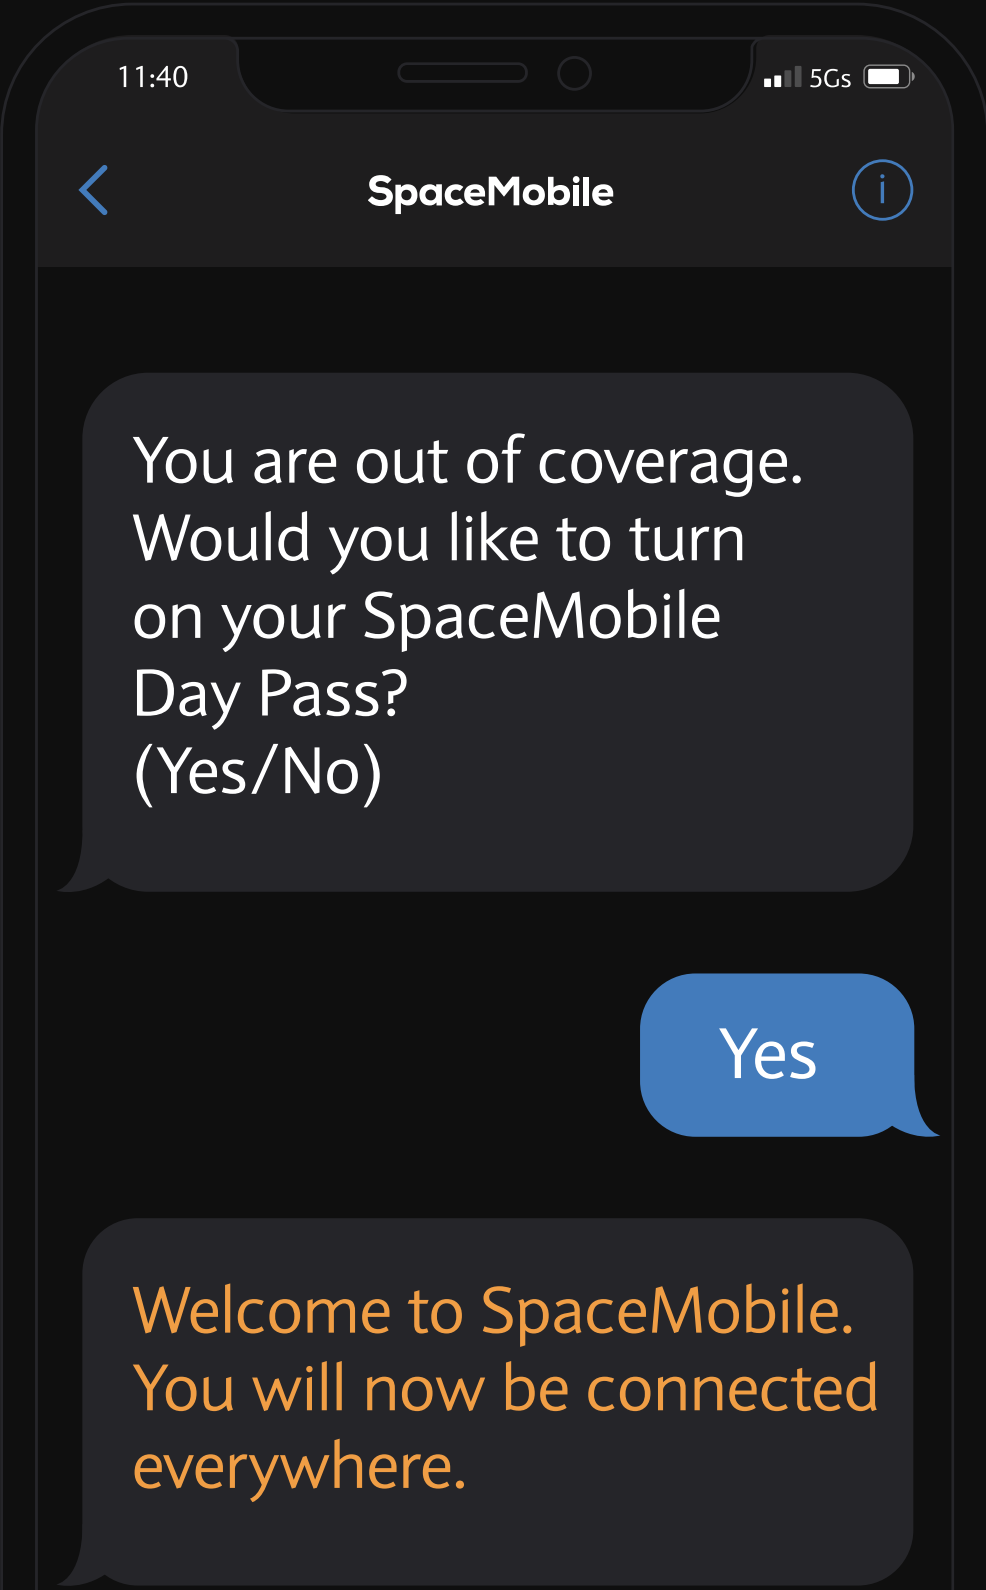 11:40
5Gs
SpaceMobile
i
You are out of coverage.
Would you like to turn
on your SpaceMobile
Day Pass?
(Yes/No)
Yes
Welcome to SpaceMobile.
You will now be connected
everywhere.